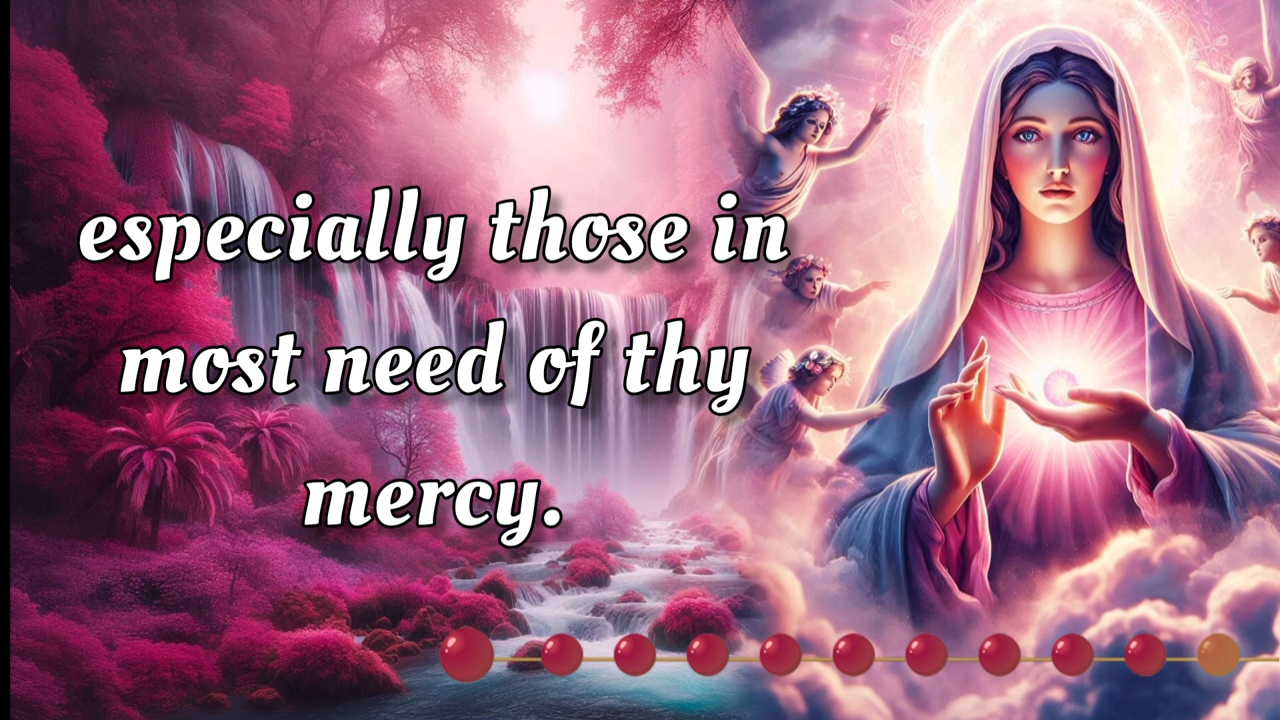 especially those in
most need of thy
mercy.